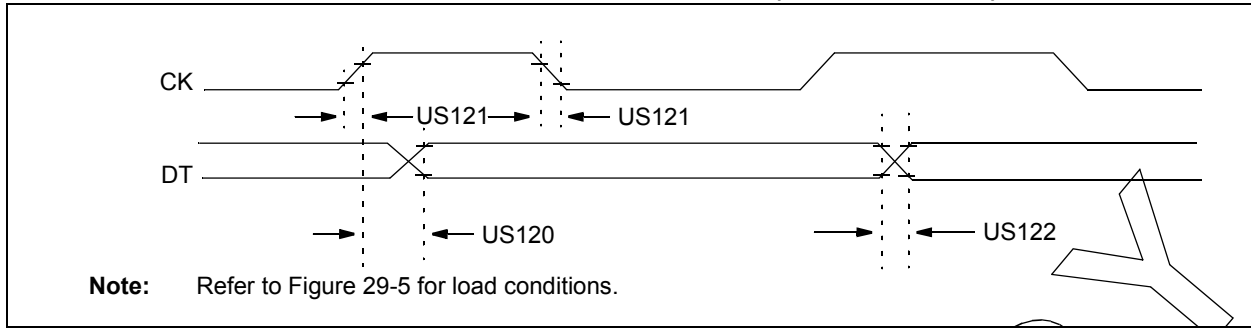 CK
US121 US121
DT
US120 US122
Note: Refer to Figure 29-5 for load conditions.